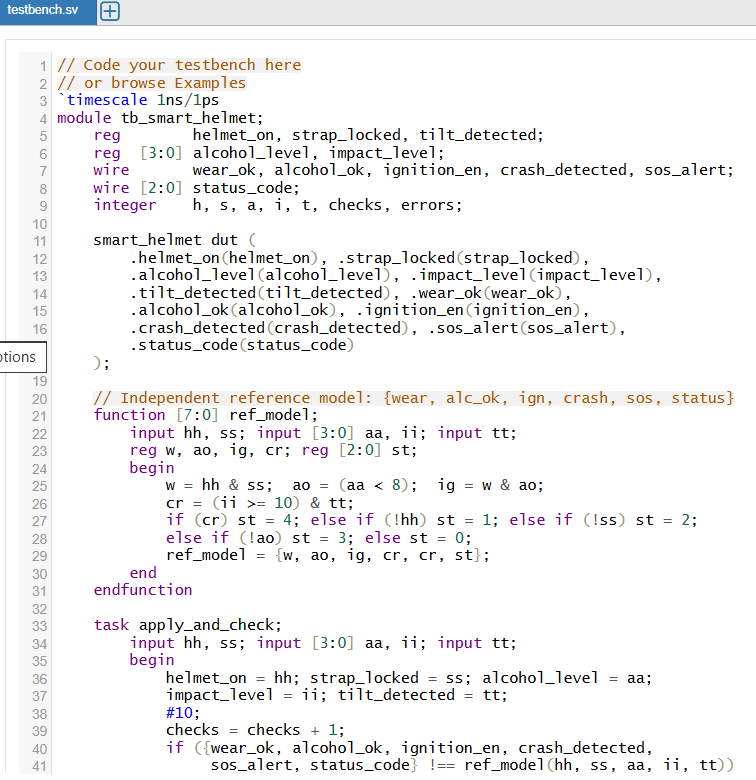 testbench.sv
1 // Code your testbench here
2 // or browse Examples
3 `timescale 1ns/1ps
4 module tb_smart_helmet;
5     reg        helmet_on, strap_locked, tilt_detected;
6     reg  [3:0] alcohol_level, impact_level;
7     wire       wear_ok, alcohol_ok, ignition_en, crash_detected, sos_alert;
8     wire [2:0] status_code;
9     integer    h, s, a, i, t, checks, errors;
10
11     smart_helmet dut (
12         .helmet_on(helmet_on), .strap_locked(strap_locked),
13         .alcohol_level(alcohol_level), .impact_level(impact_level),
14         .tilt_detected(tilt_detected), .wear_ok(wear_ok),
15         .alcohol_ok(alcohol_ok), .ignition_en(ignition_en),
16         .crash_detected(crash_detected), .sos_alert(sos_alert),
        .status_code(status_code)
otions
    );
19
20     // Independent reference model: {wear, alc_ok, ign, crash, sos, status}
21     function [7:0] ref_model;
22         input hh, ss; input [3:0] aa, ii; input tt;
23         reg w, ao, ig, cr; reg [2:0] st;
24         begin
25             w = hh & ss;  ao = (aa < 8);  ig = w & ao;
26             cr = (ii >= 10) & tt;
27             if (cr) st = 4; else if (!hh) st = 1; else if (!ss) st = 2;
28             else if (!ao) st = 3; else st = 0;
29             ref_model = {w, ao, ig, cr, cr, st};
30         end
31     endfunction
32
33     task apply_and_check;
34         input hh, ss; input [3:0] aa, ii; input tt;
35         begin
36             helmet_on = hh; strap_locked = ss; alcohol_level = aa;
37             impact_level = ii; tilt_detected = tt;
38             #10;
39             checks = checks + 1;
40             if ({wear_ok, alcohol_ok, ignition_en, crash_detected,
41                  sos_alert, status_code} !== ref_model(hh, ss, aa, ii, tt))